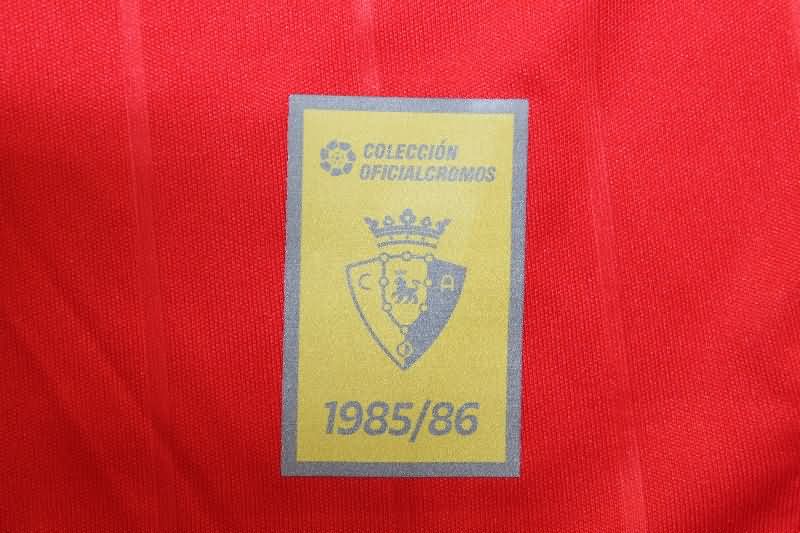 COLECCIÓN
OFICIALCROMOS
C A
1985/86